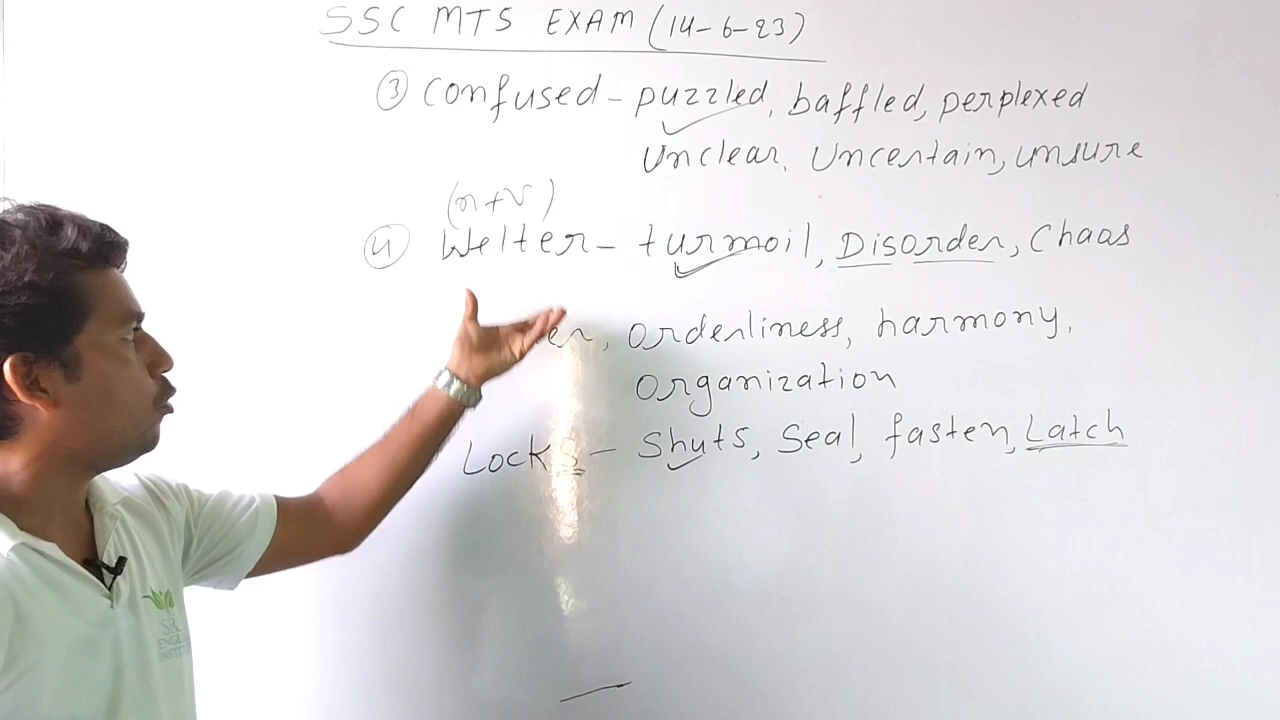 SSC MTS EXAM (14-6-23)
③ Confused - puzzled, baffled, perplexed
Unclear, Uncertain, unsure
(n+v)
④ Welter - turmoil, Disorder, Chaos
orderliness, harmony,
Organization
Locks - Shuts, Seal, fasten, Latch